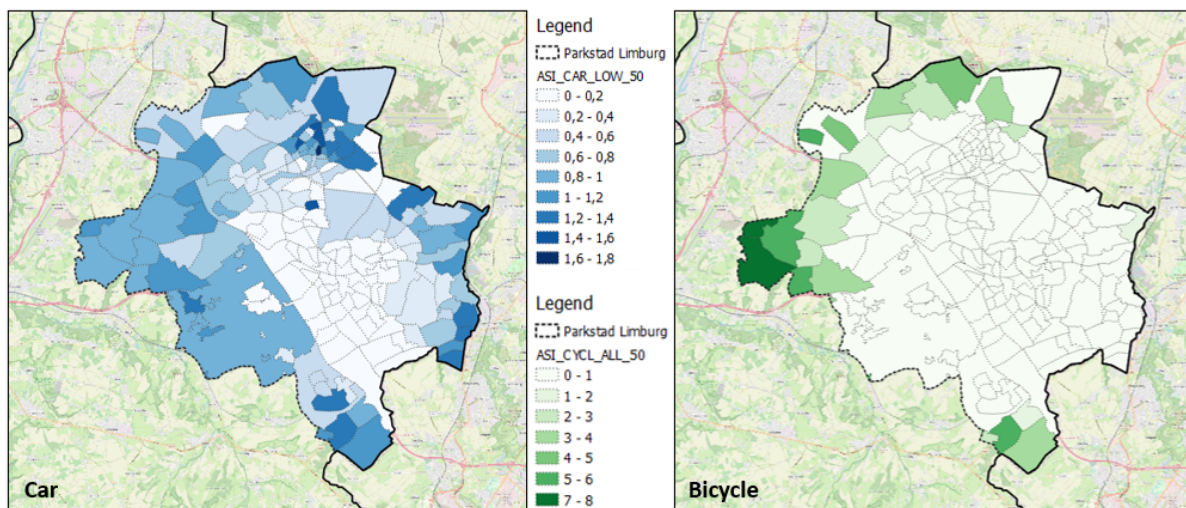 Legend
Parkstad Limburg
ASI_CAR_LOW_50
0 - 0,2
0,2 - 0,4
0,4 - 0,6
0,6 - 0,8
0,8 - 1
1 - 1,2
1,2 - 1,4
1,4 - 1,6
1,6 - 1,8
Legend
Parkstad Limburg
ASI_CYCL_ALL_50
0 - 1
1 - 2
2 - 3
3 - 4
4 - 5
5 - 6
7 - 8
Car
Bicycle